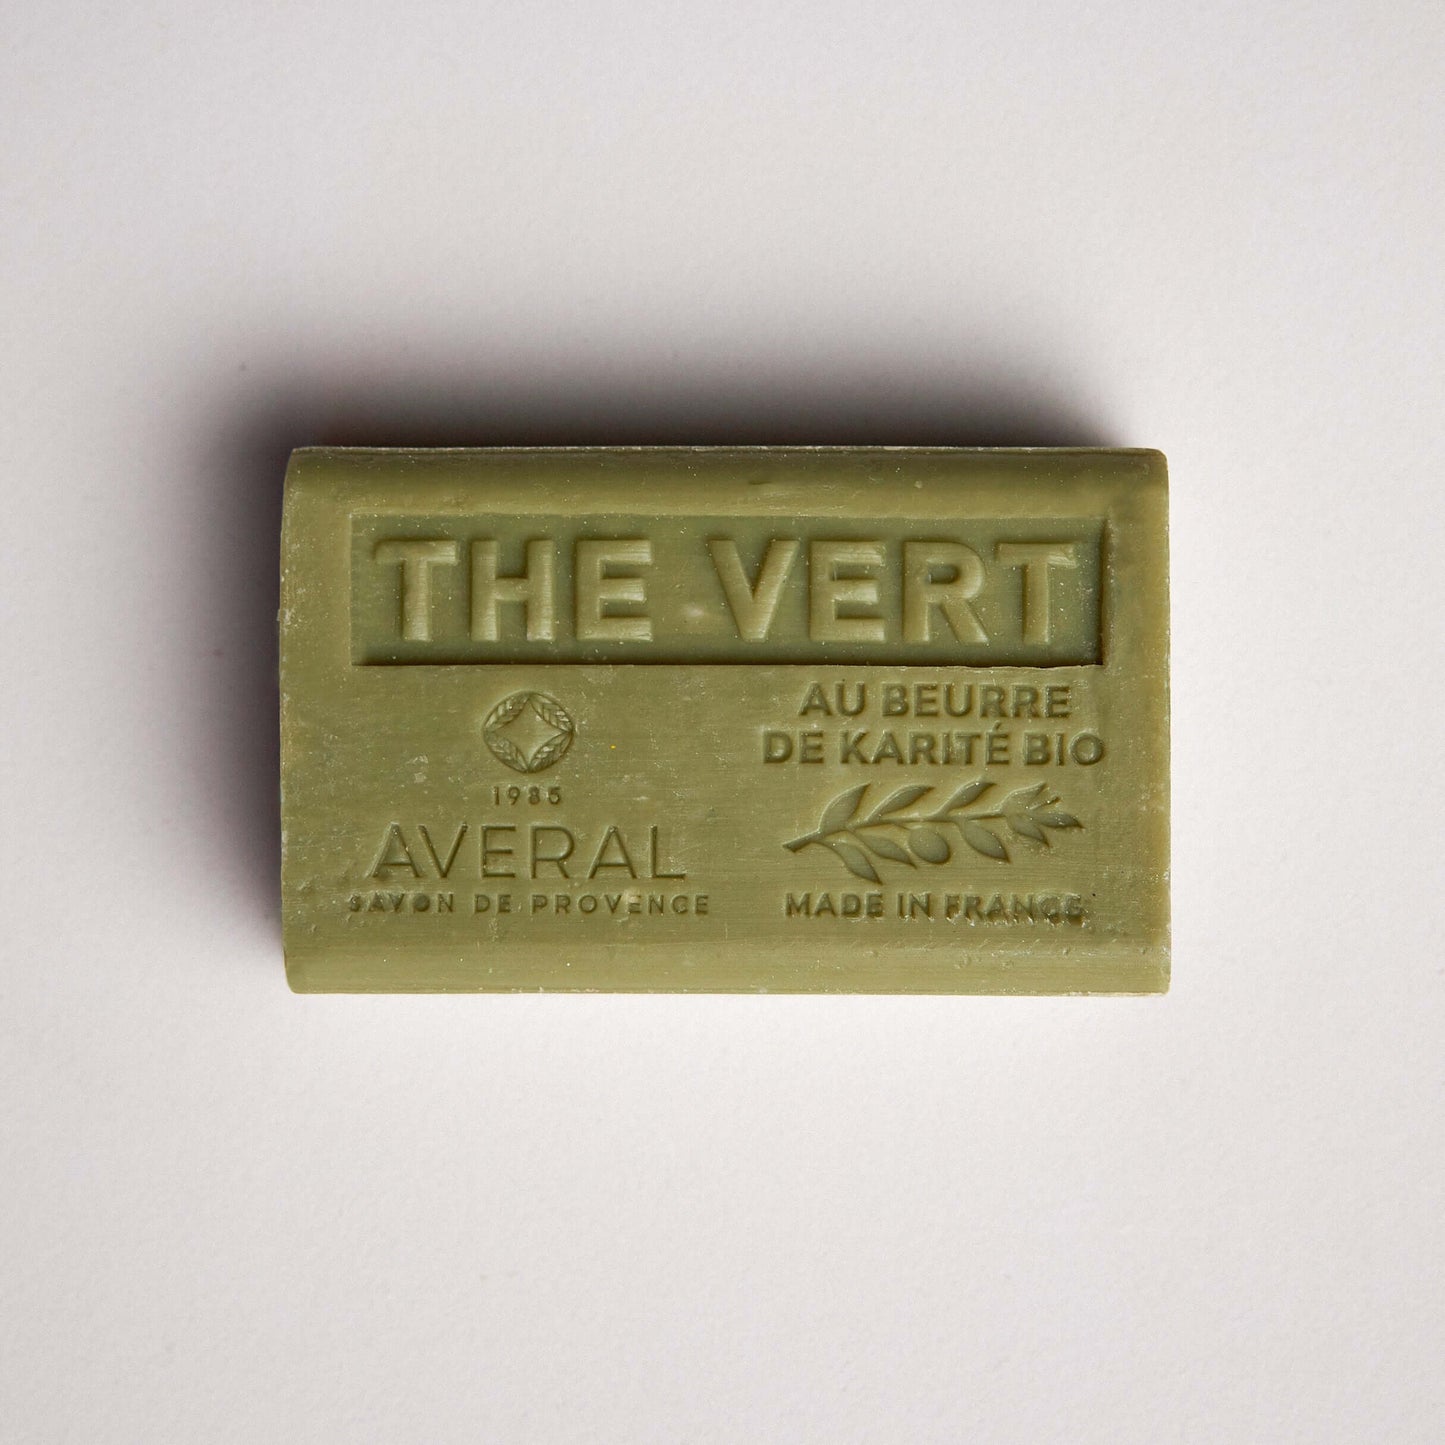 THE VERT
1985
AVERAL
SAVON DE PROVENCE
AU BEURRE
DE KARITÉ BIO
MADE IN FRANCE